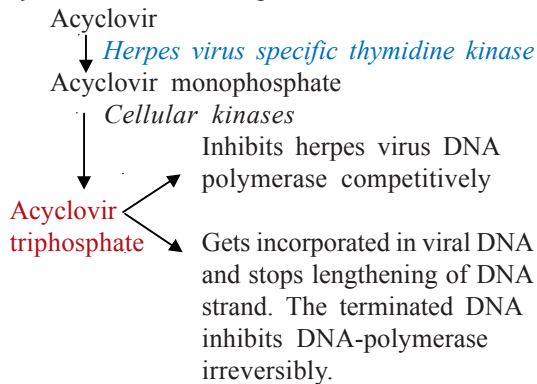 Acyclovir
Herpes virus specific thymidine kinase
Acyclovir monophosphate
Cellular kinases
Inhibits herpes virus DNA
polymerase competitively
Acyclovir
triphosphate
Gets incorporated in viral DNA
and stops lengthening of DNA
strand. The terminated DNA
inhibits DNA-polymerase
irreversibly.